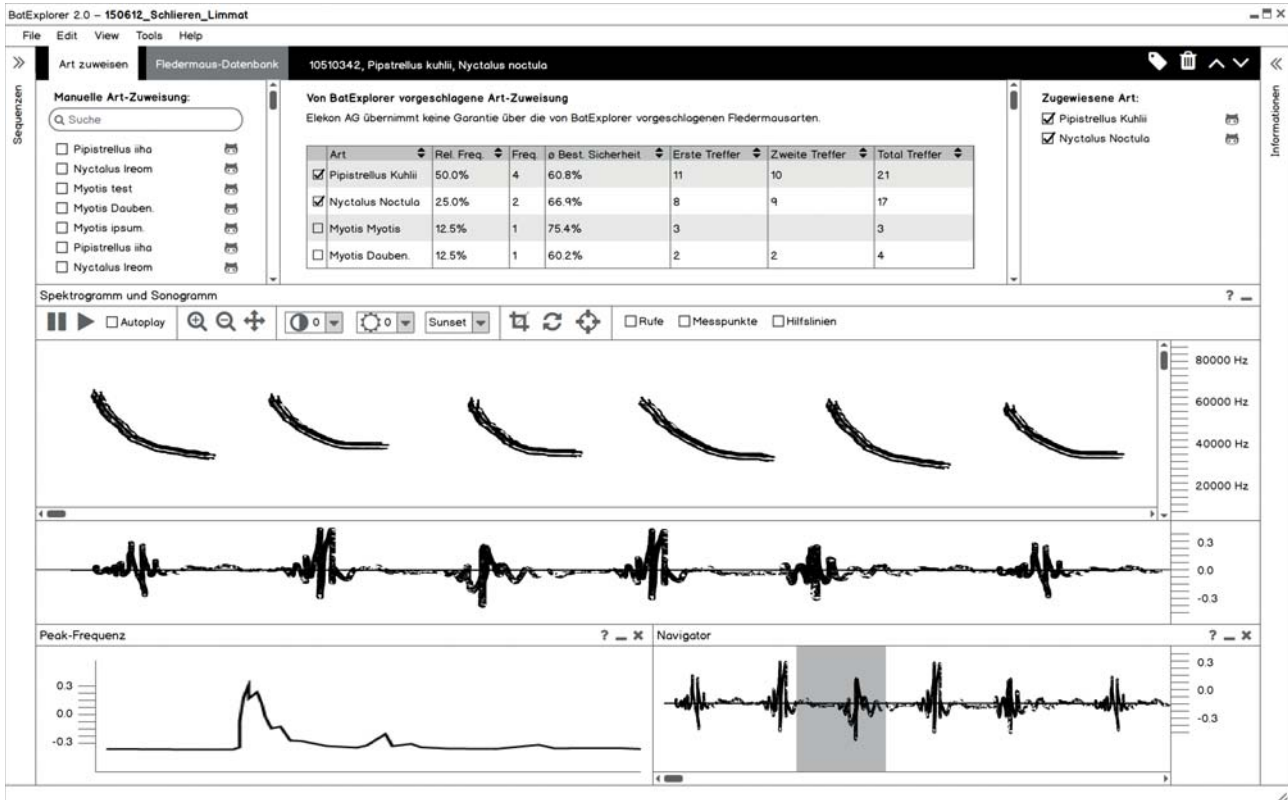 BatExplorer 2.0 – 150612_Schlieren_Limmat
File Edit View Tools Help
Art zuweisen Fledermaus-Datenbank 10510342, Pipstrellus kuhlii, Nyctalus noctula
Sequenzen
Informationen
Manuelle Art-Zuweisung:
Suche
Pipistrellus iiha
Nyctalus lreom
Myotis test
Myotis Dauben.
Myotis ipsum.
Pipistrellus iiha
Nyctalus lreom
Von BatExplorer vorgeschlagene Art-Zuweisung
Elekon AG übernimmt keine Garantie über die von BatExplorer vorgeschlagenen Fledermausarten.
Art Rel. Freq. Freq. ø Best. Sicherheit Erste Treffer Zweite Treffer Total Treffer
Pipistrellus Kuhlii 50.0% 4 60.8% 11 10 21
Nyctalus Noctula 25.0% 2 66.9% 8 9 17
Myotis Myotis 12.5% 1 75.4% 3 3
Myotis Dauben. 12.5% 1 60.2% 2 2 4
Zugewiesene Art:
Pipistrellus Kuhlii
Nyctalus Noctula
Spektrogramm und Sonogramm ?
Autoplay 0 0 Sunset Rufe Messpunkte Hilfslinien
80000 Hz
60000 Hz
40000 Hz
20000 Hz
0.3
0.0
-0.3
Peak-Frequenz ?
0.3
0.0
-0.3
Navigator ?
0.3
0.0
-0.3